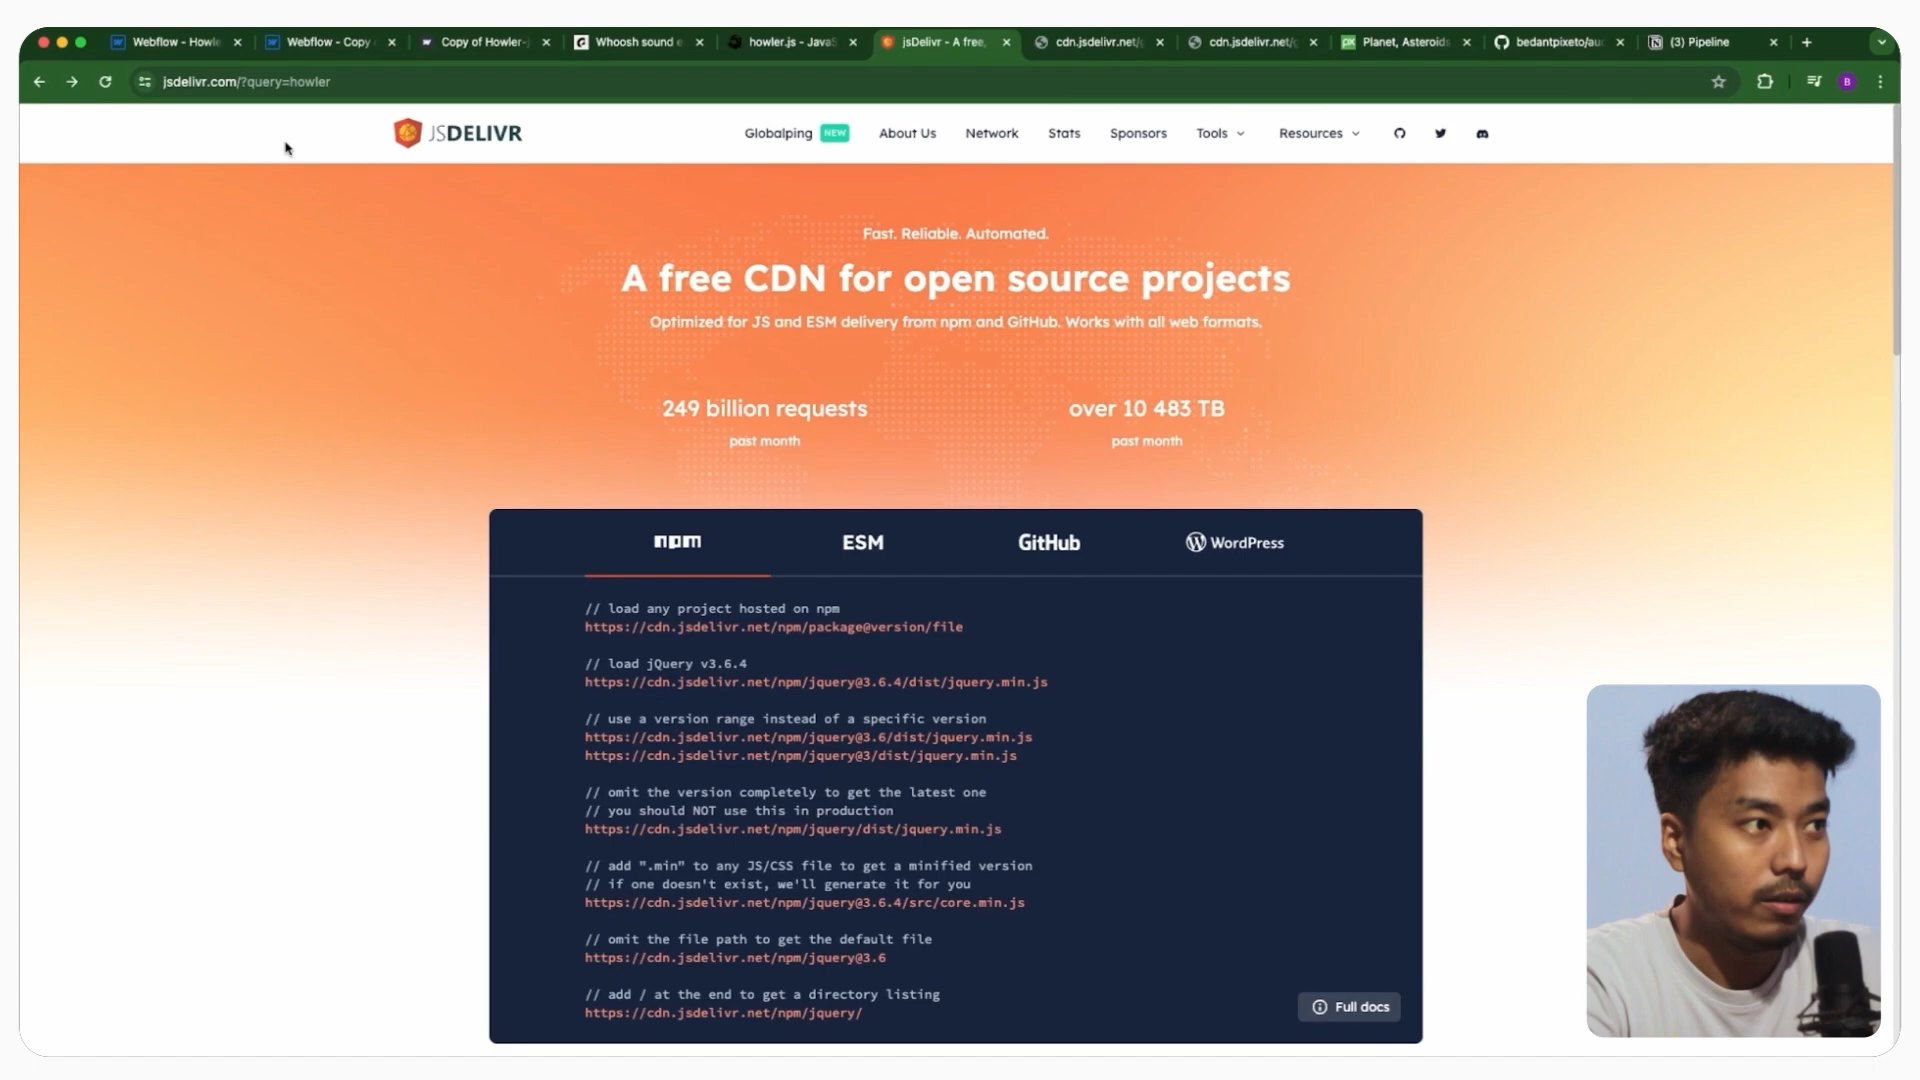 Webflow - Howle
Webflow - Copy
Copy of Howler-
Whoosh sound e
howler.js - JavaS
jsDelivr - A free,
cdn.jsdelivr.net/
cdn.jsdelivr.net/c
Planet, Asteroids
bedantpixeto/au
(3) Pipeline
jsdelivr.com/?query=howler
B
JSDELIVR
Globalping NEW
About Us
Network
Stats
Sponsors
Tools
Resources
Fast. Reliable. Automated.
A free CDN for open source projects
Optimized for JS and ESM delivery from npm and GitHub. Works with all web formats.
249 billion requests
past month
over 10 483 TB
past month
npm
ESM
GitHub
WordPress
// load any project hosted on npm
https://cdn.jsdelivr.net/npm/package@version/file
// load jQuery v3.6.4
https://cdn.jsdelivr.net/npm/jquery@3.6.4/dist/jquery.min.js
// use a version range instead of a specific version
https://cdn.jsdelivr.net/npm/jquery@3.6/dist/jquery.min.js
https://cdn.jsdelivr.net/npm/jquery@3/dist/jquery.min.js
// omit the version completely to get the latest one
// you should NOT use this in production
https://cdn.jsdelivr.net/npm/jquery/dist/jquery.min.js
// add ".min" to any JS/CSS file to get a minified version
// if one doesn't exist, we'll generate it for you
https://cdn.jsdelivr.net/npm/jquery@3.6.4/src/core.min.js
// omit the file path to get the default file
https://cdn.jsdelivr.net/npm/jquery@3.6
// add / at the end to get a directory listing
https://cdn.jsdelivr.net/npm/jquery/
Full docs